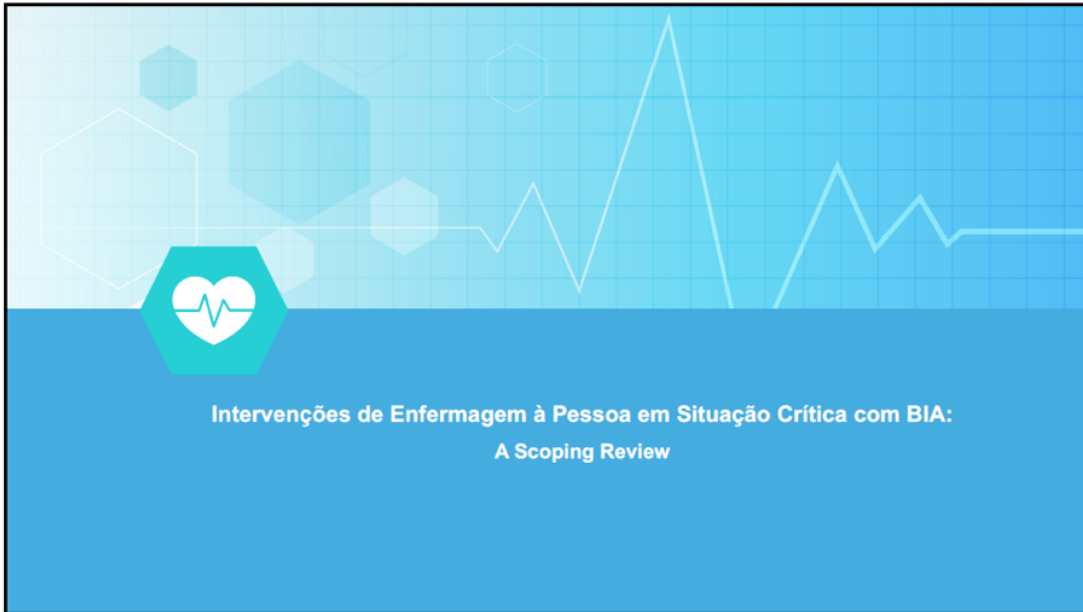 Intervenções de Enfermagem à Pessoa em Situação Crítica com BIA:
A Scoping Review